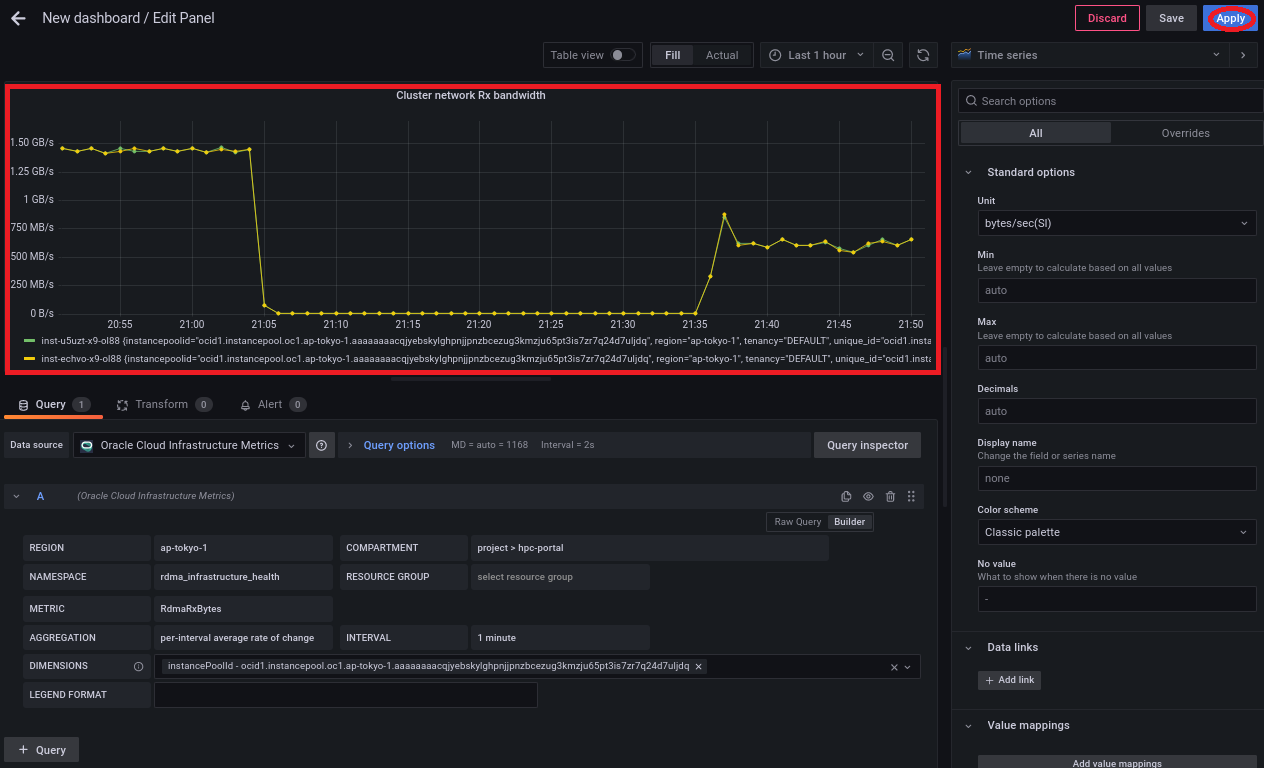 New dashboard / Edit Panel
Discard Save Apply
Table view Fill Actual Last 1 hour Time series
Cluster network Rx bandwidth
1.50 GB/s
1.25 GB/s
1 GB/s
750 MB/s
500 MB/s
250 MB/s
0 B/s
20:55 21:00 21:05 21:10 21:15 21:20 21:25 21:30 21:35 21:40 21:45 21:50
inst-u5uzt-x9-ol88 {instancepoolid="ocid1.instancepool.oc1.ap-tokyo-1.aaaaaaaacqjyebskylghpnjjpnzbcezug3kmzju65pt3is7zr7q24d7uljdq", region="ap-tokyo-1", tenancy="DEFAULT", unique_id="ocid1.insta
inst-echvo-x9-ol88 {instancepoolid="ocid1.instancepool.oc1.ap-tokyo-1.aaaaaaaacqjyebskylghpnjjpnzbcezug3kmzju65pt3is7zr7q24d7uljdq", region="ap-tokyo-1", tenancy="DEFAULT", unique_id="ocid1.insta
Query 1 Transform 0 Alert 0
Data source Oracle Cloud Infrastructure Metrics Query options MD = auto = 1168 Interval = 2s Query inspector
A (Oracle Cloud Infrastructure Metrics)
Raw Query Builder
REGION ap-tokyo-1 COMPARTMENT project > hpc-portal
NAMESPACE rdma_infrastructure_health RESOURCE GROUP select resource group
METRIC RdmaRxBytes
AGGREGATION per-interval average rate of change INTERVAL 1 minute
DIMENSIONS instancePoolId - ocid1.instancepool.oc1.ap-tokyo-1.aaaaaaaacqjyebskylghpnjjpnzbcezug3kmzju65pt3is7zr7q24d7uljdq
LEGEND FORMAT
+ Query
Search options
All Overrides
Standard options
Unit
bytes/sec(SI)
Min
Leave empty to calculate based on all values
auto
Max
Leave empty to calculate based on all values
auto
Decimals
auto
Display name
Change the field or series name
none
Color scheme
Classic palette
No value
What to show when there is no value
-
Data links
+ Add link
Value mappings
Add value mappings